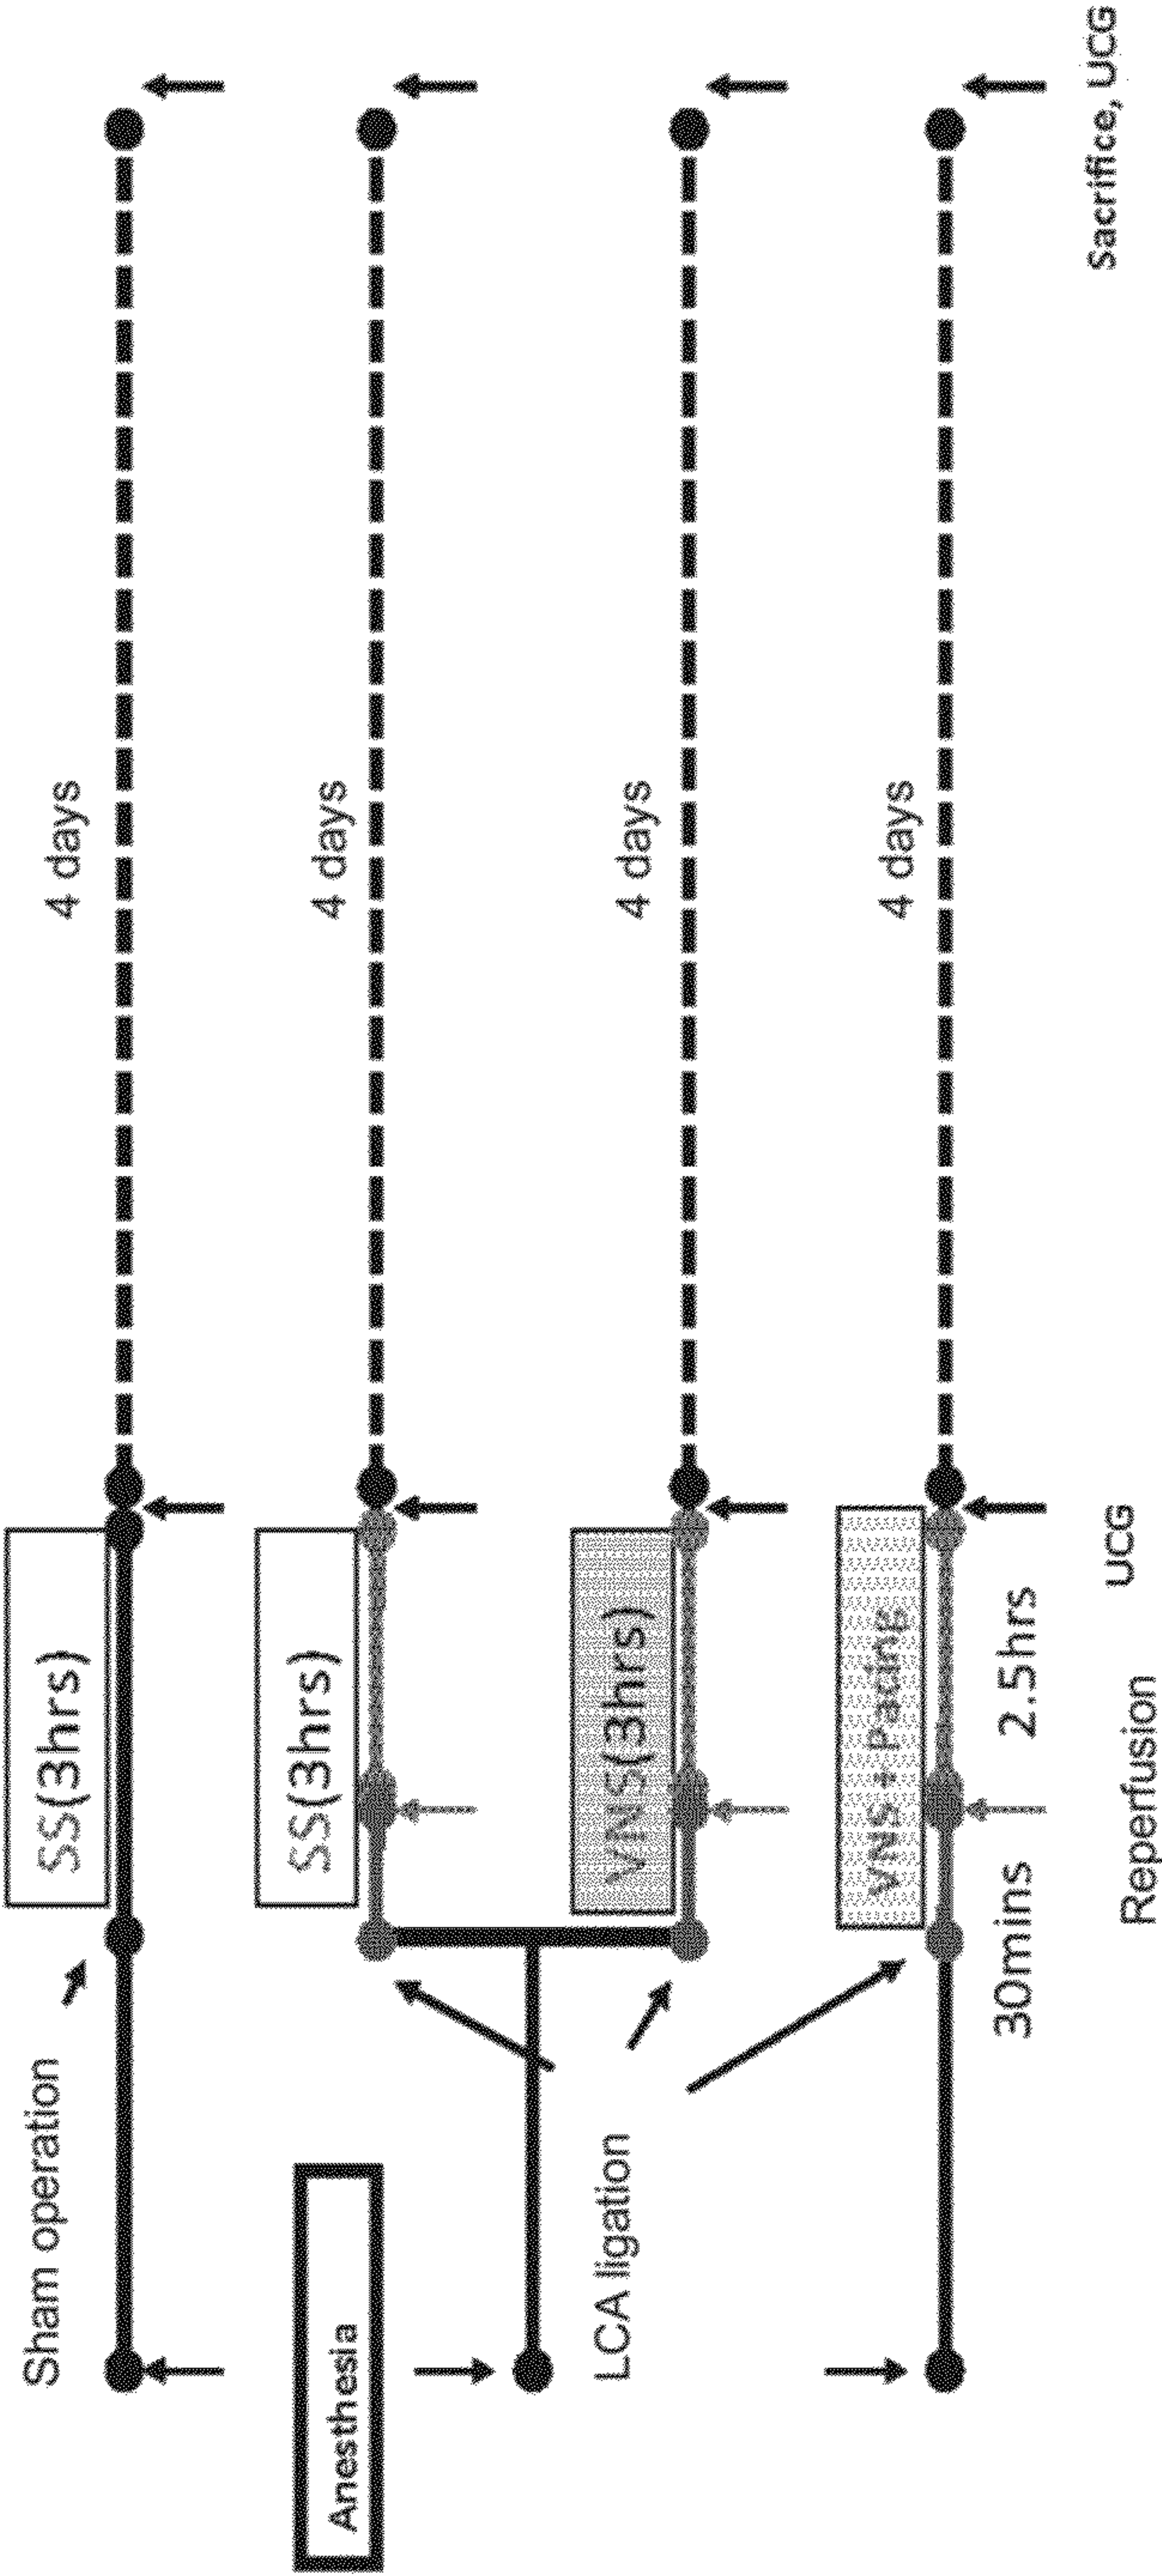 Sham operation
SS(3hrs)
4 days
Anesthesia
SS(3hrs)
4 days
LCA ligation
VNS(3hrs)
4 days
VNS + Pacing
4 days
30mins
2.5hrs
Reperfusion
UCG
Sacrifice, UCG